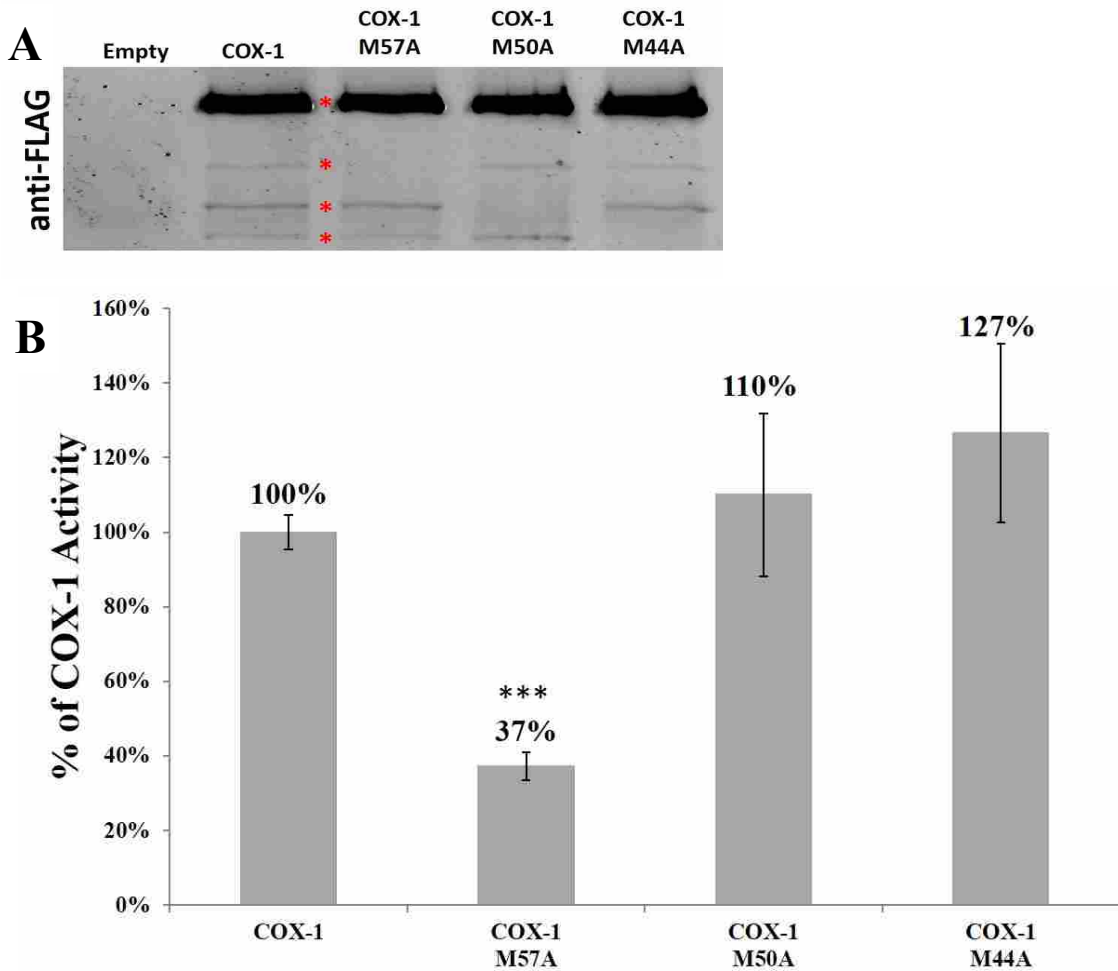 A
Empty
COX-1
COX-1
M57A
COX-1
M50A
COX-1
M44A
anti-FLAG
*
*
*
*
B
% of COX-1 Activity
160%
140%
120%
100%
80%
60%
40%
20%
0%
100%
***
37%
110%
127%
COX-1
COX-1
M57A
COX-1
M50A
COX-1
M44A